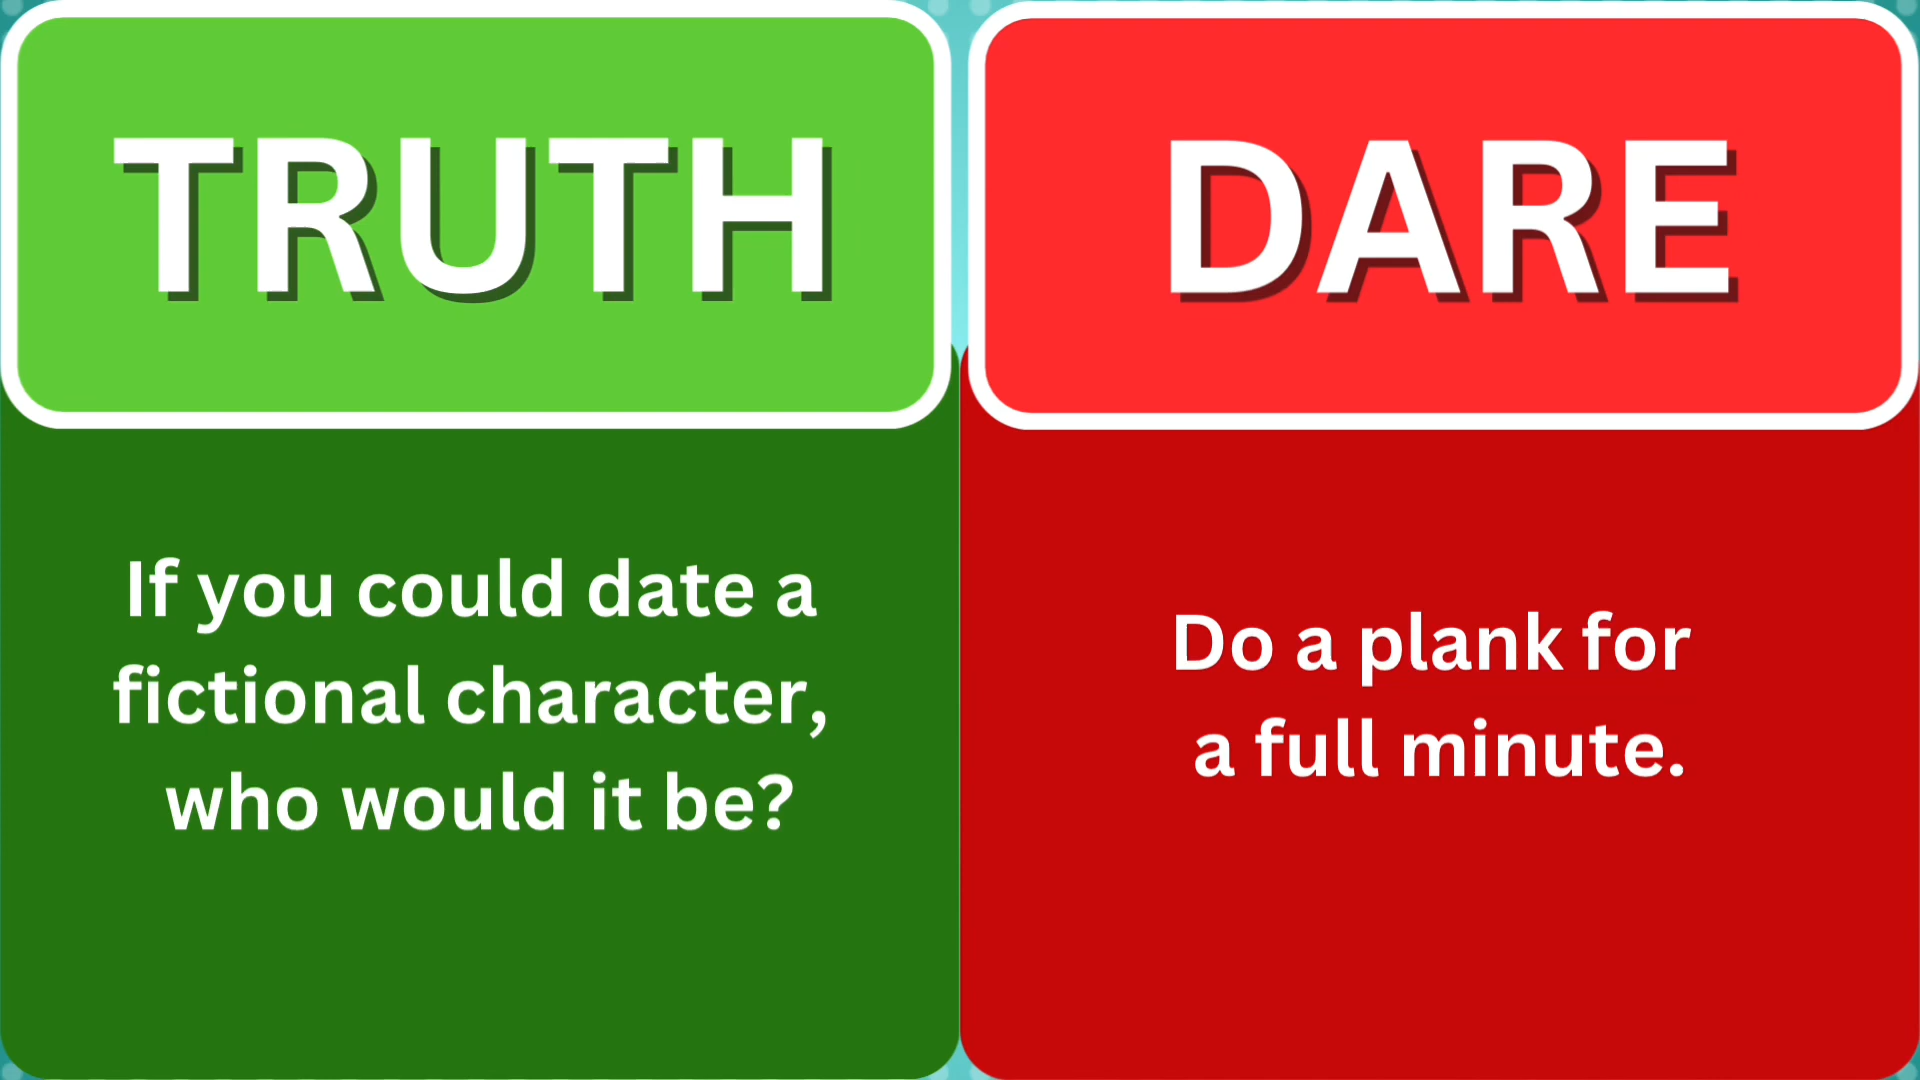 TRUTH
If you could date a
fictional character,
who would it be?
DARE
Do a plank for
a full minute.